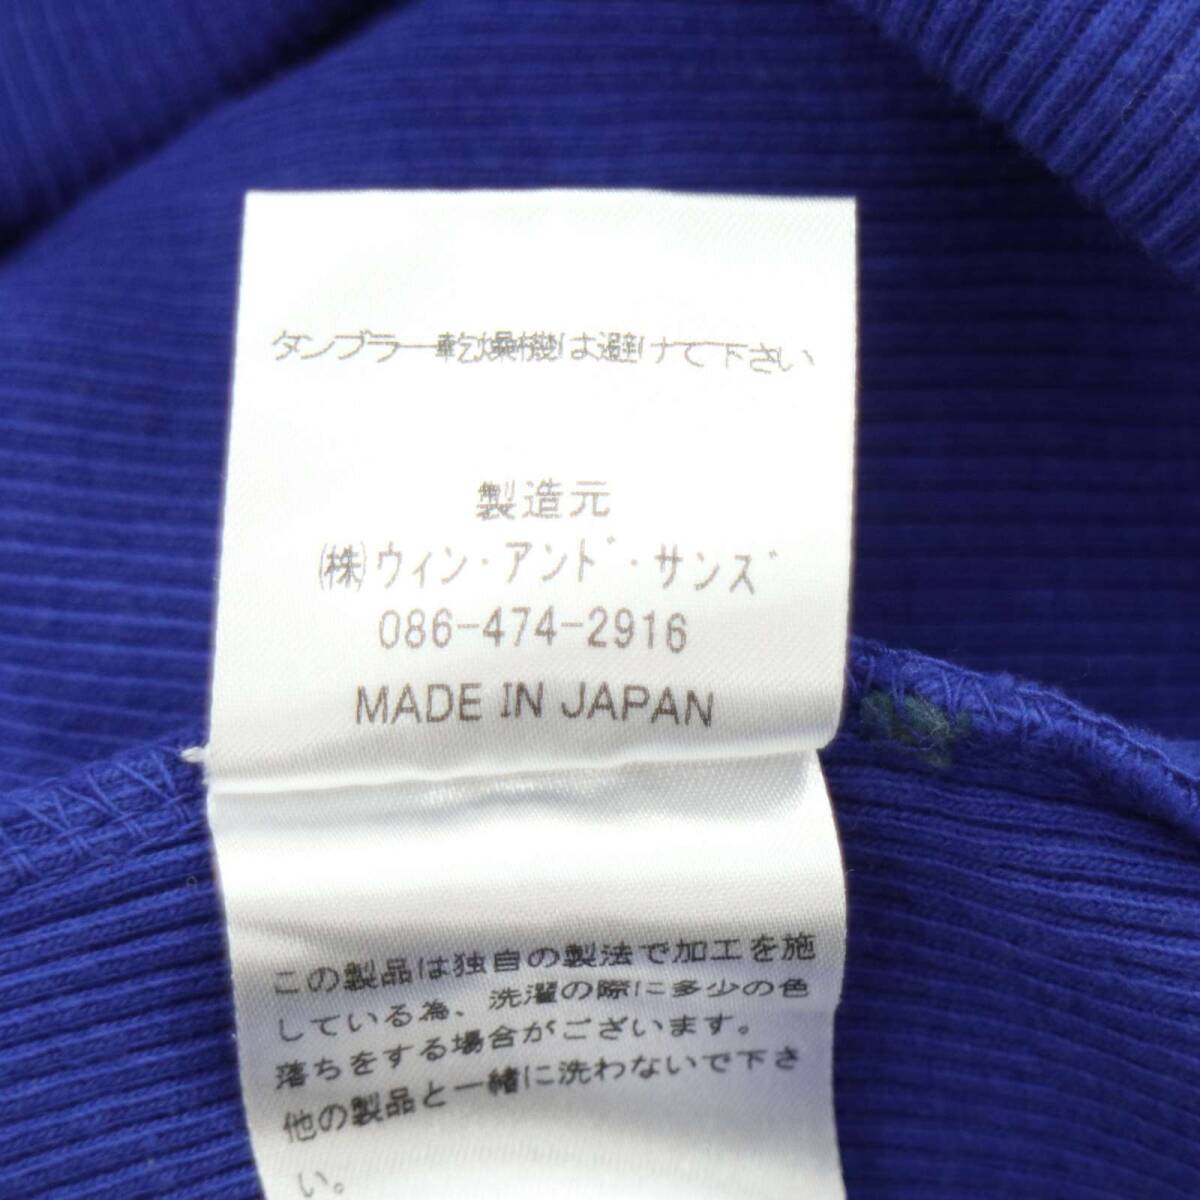 タンブラー乾燥機は避けて下さい
製造元
(株)ウィン・アンド・サンズ
086-474-2916
MADE IN JAPAN
この製品は独自の製法で加工を施
している為、洗濯の際に多少の色
落ちをする場合がございます。
他の製品と一緒に洗わないで下さ
い。